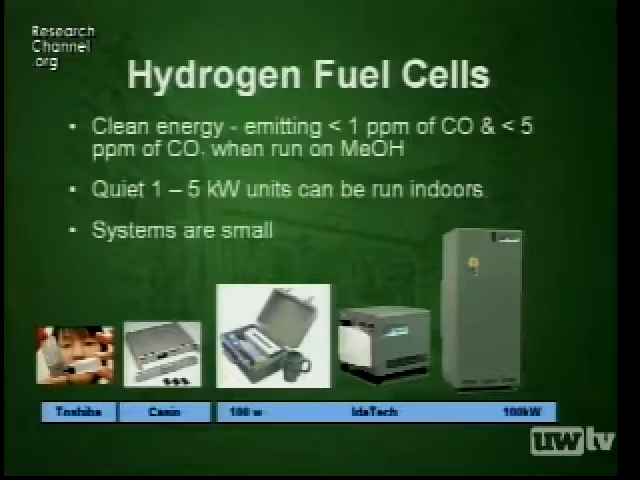 Research
Channel
.org
Hydrogen Fuel Cells
• Clean energy - emitting < 1 ppm of CO & < 5
ppm of CO₂ when run on MeOH
• Quiet 1 – 5 kW units can be run indoors
• Systems are small
Toshiba Casio 100 w IdaTech 100kW
uwtv